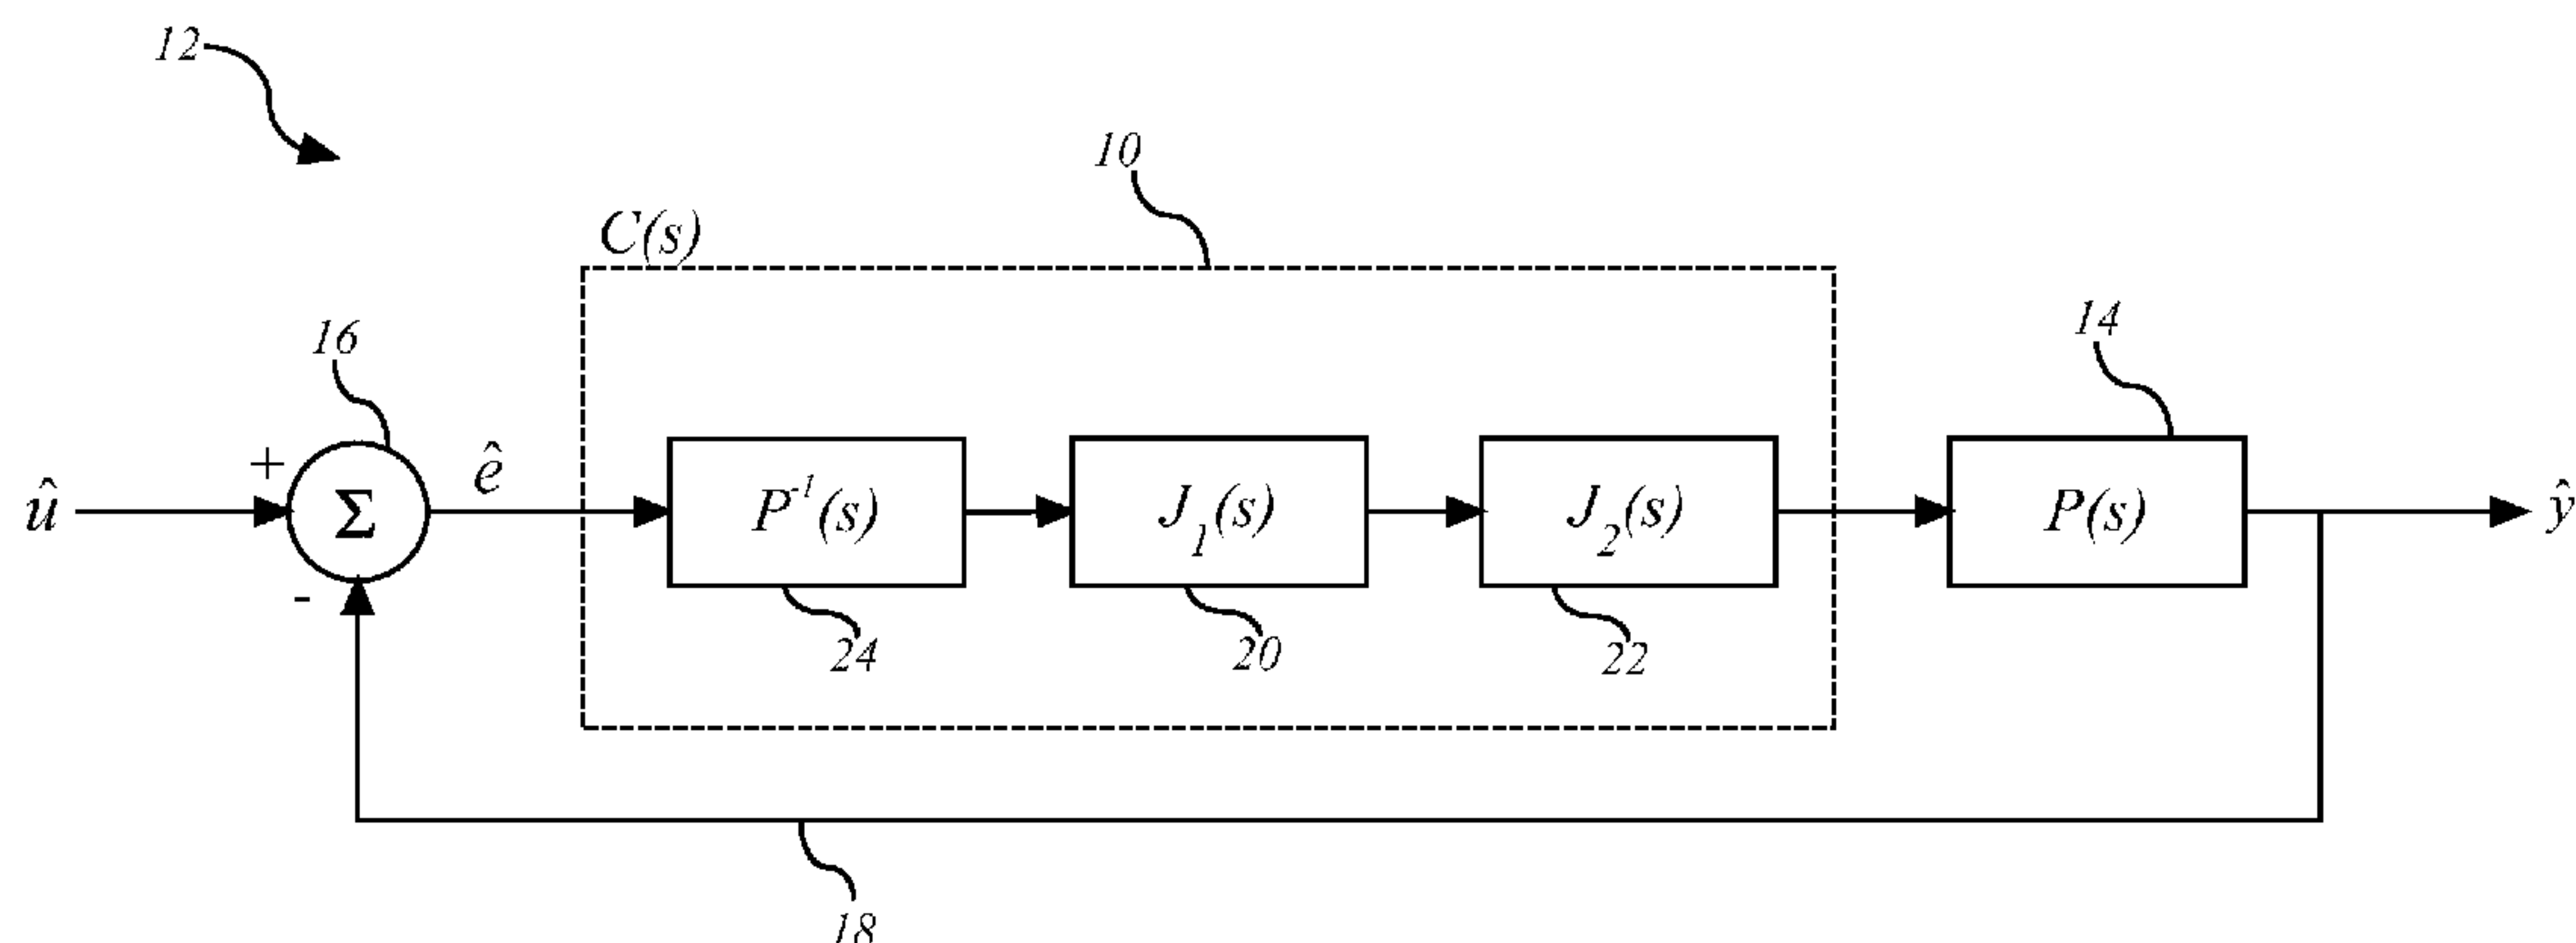 12
10
C(s)
16
14
+
û
Σ
ê
P⁻¹(s)
J₁(s)
J₂(s)
P(s)
ŷ
-
24
20
22
18